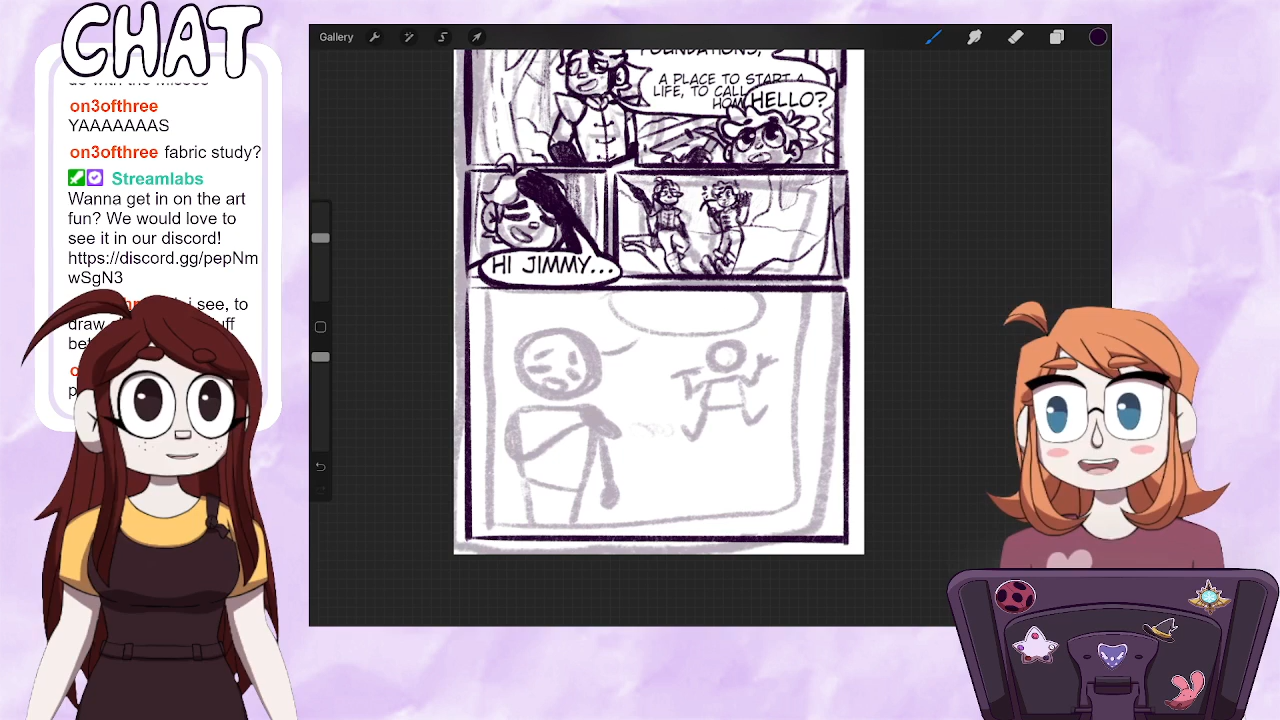 CHAT
on3ofthree
YAAAAAAAS
on3ofthree fabric study?
Streamlabs
Wanna get in on the art
fun? We would love to
see it in our discord!
https://discord.gg/pepNm
wSgN3
i see, to
draw
Gallery
FOUNDATIONS,
A PLACE TO START A
LIFE, TO CALL
HELLO?
HI JIMMY...